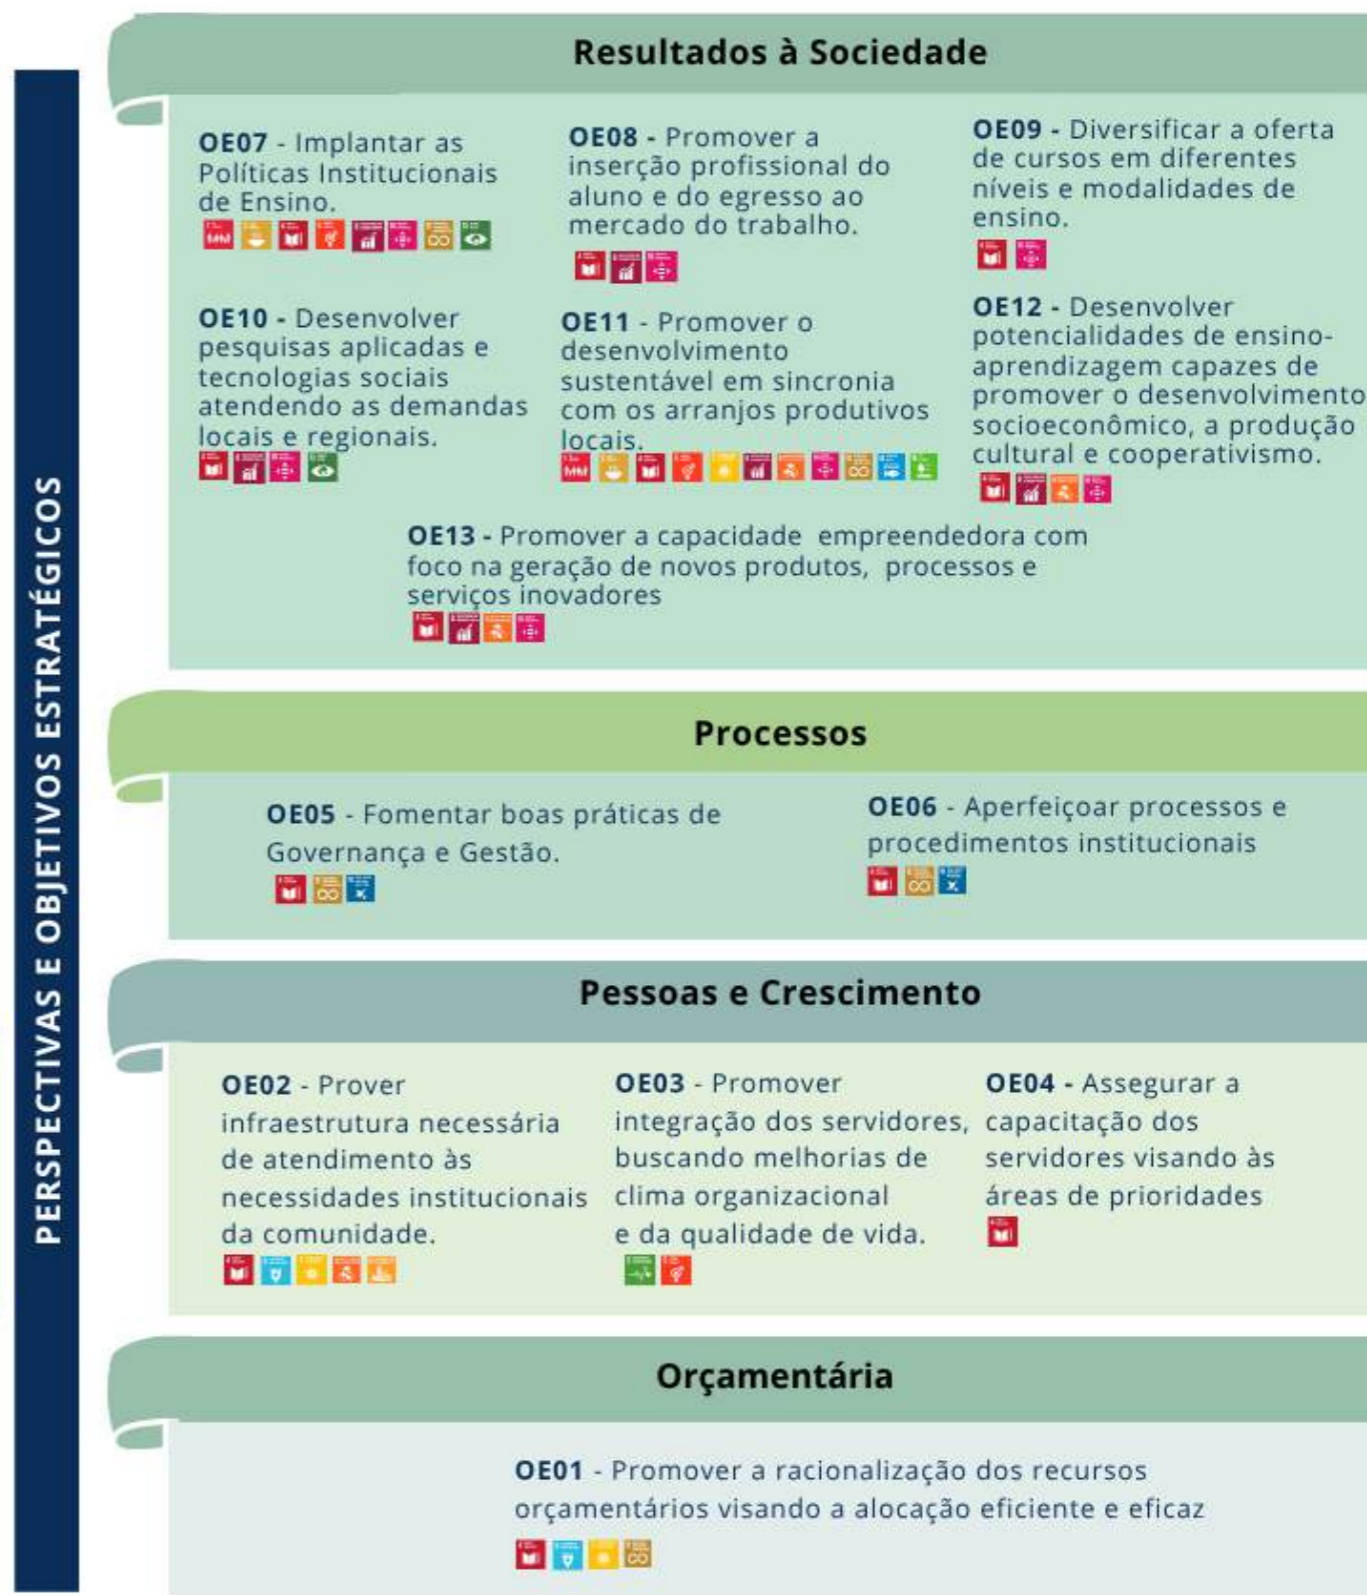 PERSPECTIVAS E OBJETIVOS ESTRATÉGICOS
Resultados à Sociedade
OE07 - Implantar as
Políticas Institucionais
de Ensino.
OE08 - Promover a
inserção profissional do
aluno e do egresso ao
mercado do trabalho.
OE09 - Diversificar a oferta
de cursos em diferentes
níveis e modalidades de
ensino.
OE10 - Desenvolver
pesquisas aplicadas e
tecnologias sociais
atendendo as demandas
locais e regionais.
OE11 - Promover o
desenvolvimento
sustentável em sincronia
com os arranjos produtivos
locais.
OE12 - Desenvolver
potencialidades de ensino-
aprendizagem capazes de
promover o desenvolvimento
socioeconômico, a produção
cultural e cooperativismo.
OE13 - Promover a capacidade empreendedora com
foco na geração de novos produtos, processos e
serviços inovadores
Processos
OE05 - Fomentar boas práticas de
Governança e Gestão.
OE06 - Aperfeiçoar processos e
procedimentos institucionais
Pessoas e Crescimento
OE02 - Prover
infraestrutura necessária
de atendimento às
necessidades institucionais
da comunidade.
OE03 - Promover
integração dos servidores,
buscando melhorias de
clima organizacional
e da qualidade de vida.
OE04 - Assegurar a
capacitação dos
servidores visando às
áreas de prioridades
Orçamentária
OE01 - Promover a racionalização dos recursos
orçamentários visando a alocação eficiente e eficaz